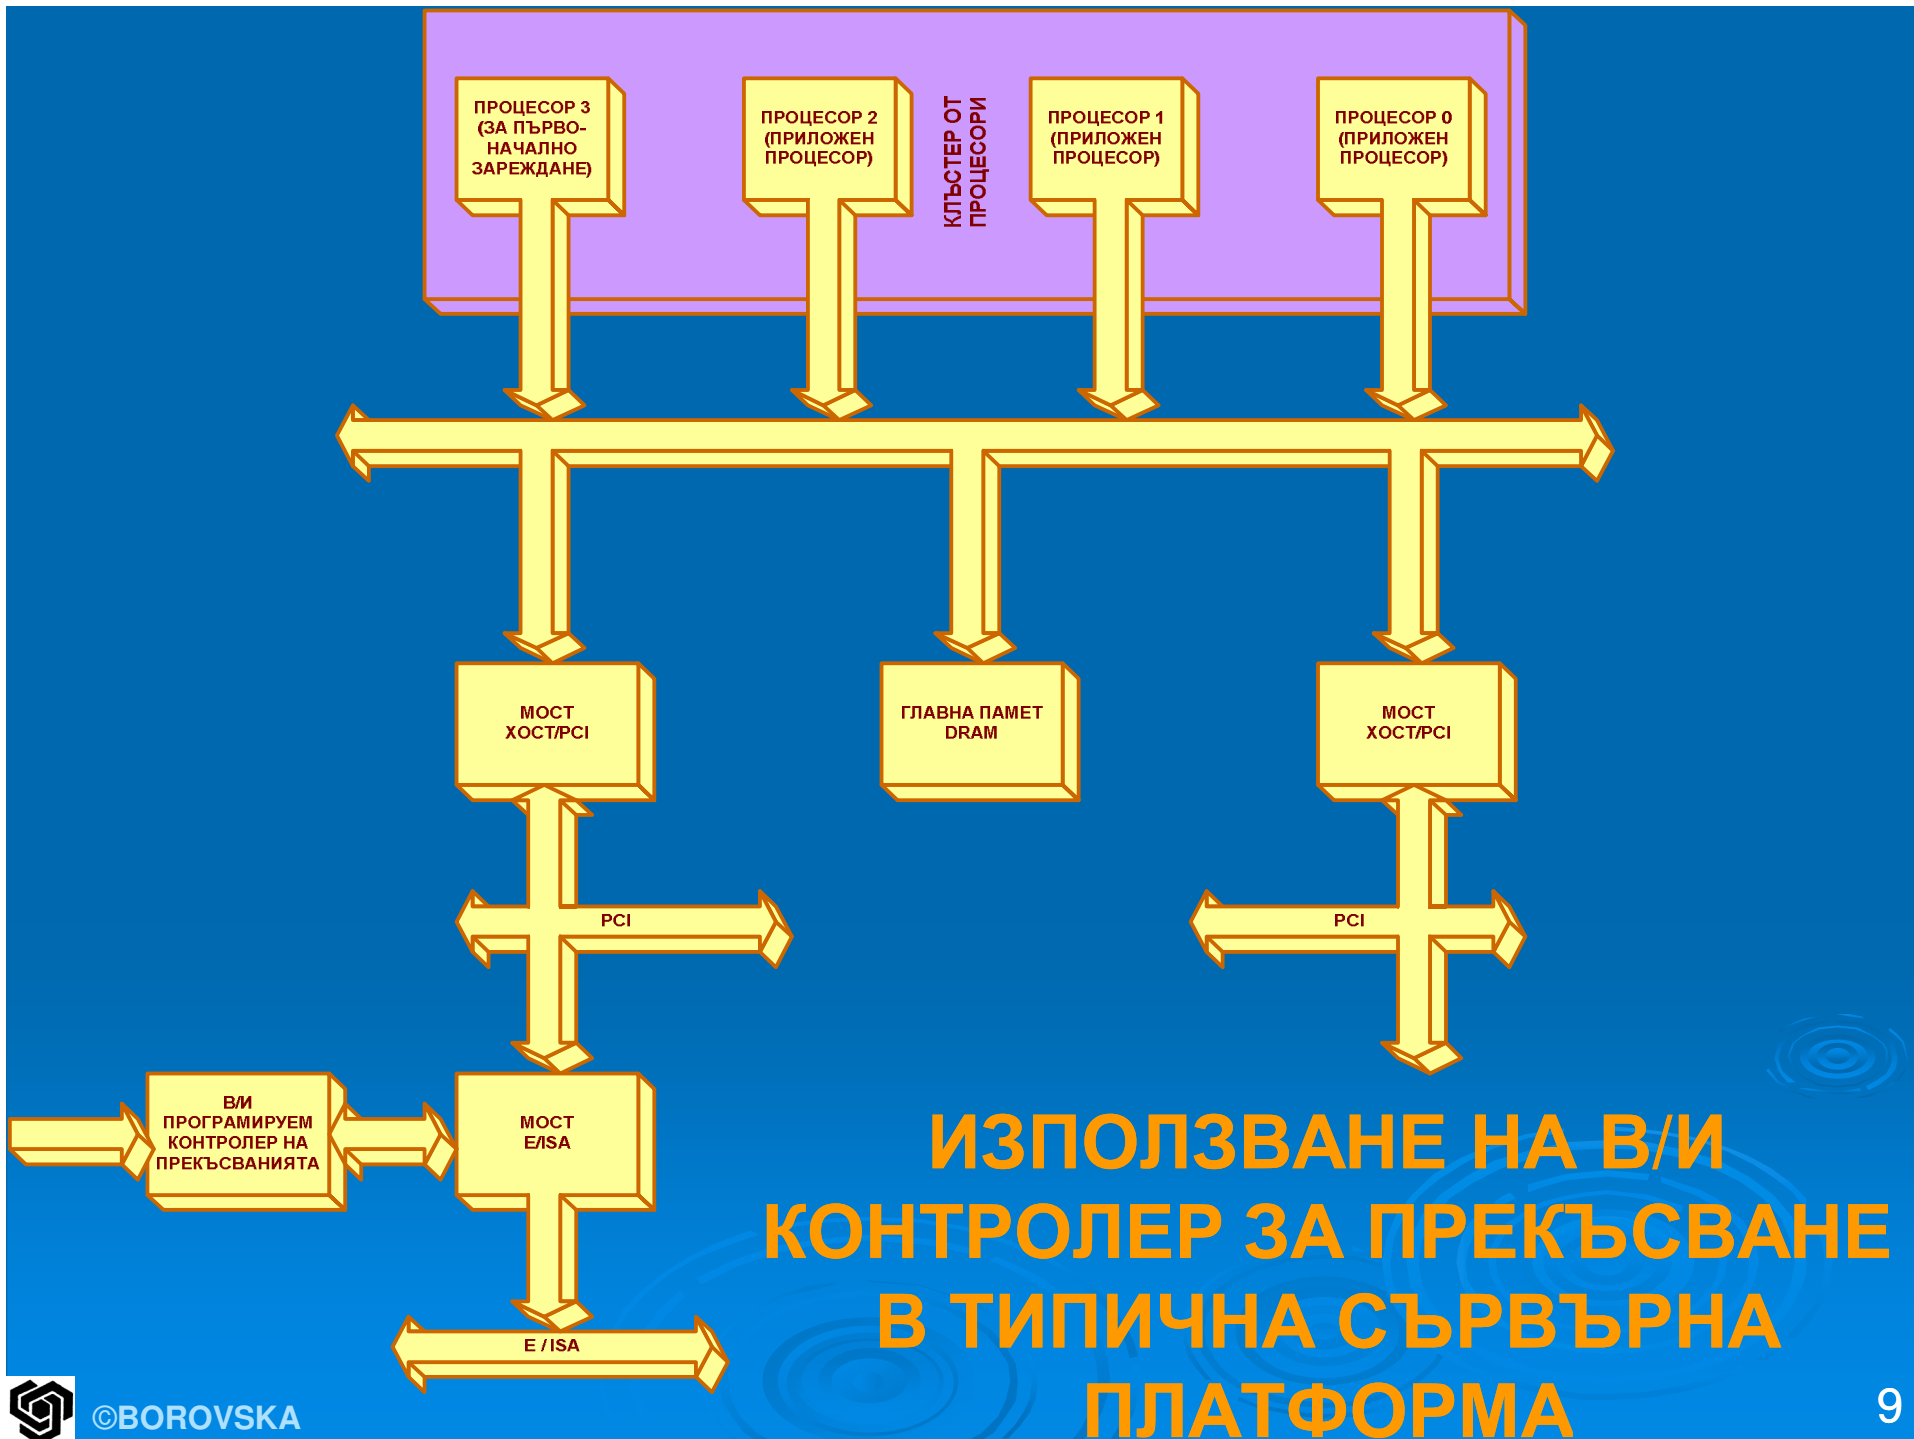 ПРОЦЕСОР 3
(ЗА ПЪРВО-
НАЧАЛНО
ЗАРЕЖДАНЕ)
ПРОЦЕСОР 2
(ПРИЛОЖЕН
ПРОЦЕСОР)
КЛЪСТЕР ОТ
ПРОЦЕСОРИ
ПРОЦЕСОР 1
(ПРИЛОЖЕН
ПРОЦЕСОР)
ПРОЦЕСОР 0
(ПРИЛОЖЕН
ПРОЦЕСОР)
МОСТ
ХОСТ/PCI
ГЛАВНА ПАМЕТ
DRAM
МОСТ
ХОСТ/PCI
PCI
PCI
В/И
ПРОГРАМИРУЕМ
КОНТРОЛЕР НА
ПРЕКЪСВАНИЯТА
МОСТ
E/ISA
E / ISA
ИЗПОЛЗВАНЕ НА В/И
КОНТРОЛЕР ЗА ПРЕКЪСВАНЕ
В ТИПИЧНА СЪРВЪРНА
ПЛАТФОРМА
©BOROVSKA
9